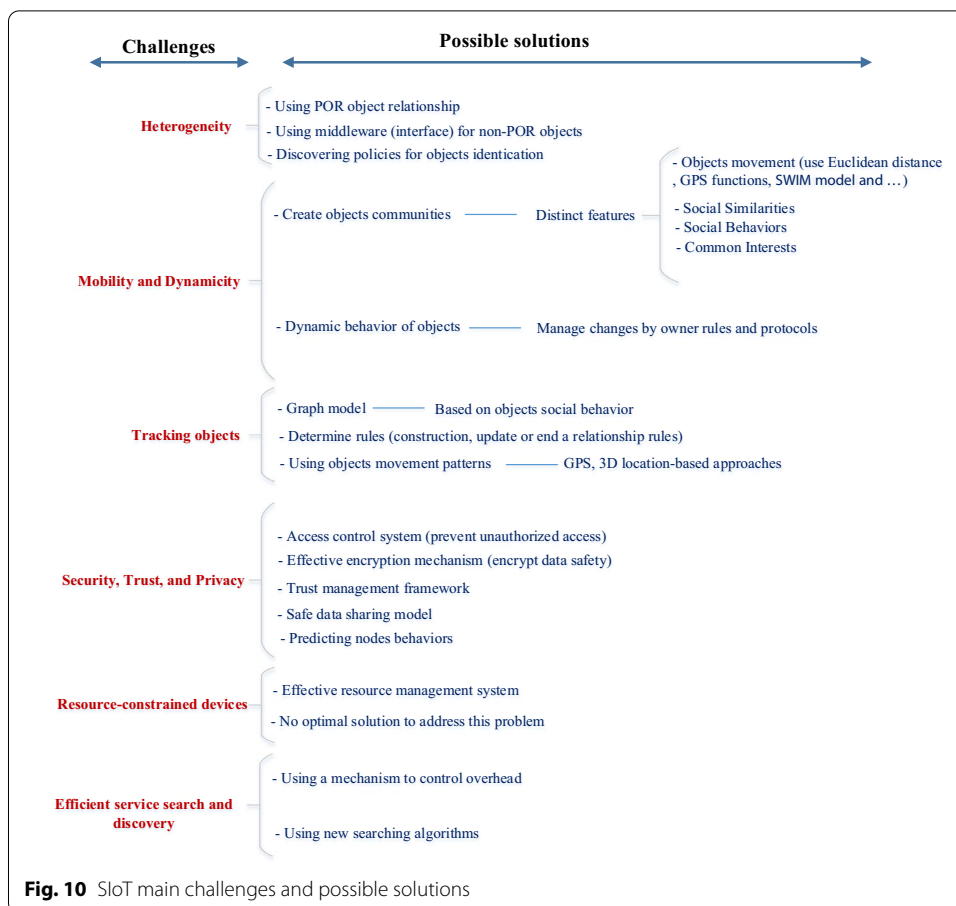 Challenges
Possible solutions
Heterogeneity
- Using POR object relationship
- Using middleware (interface) for non-POR objects
- Discovering policies for objects identication
Mobility and Dynamicity
- Create objects communities
Distinct features
- Objects movement (use Euclidean distance
, GPS functions, SWIM model and …)
- Social Similarities
- Social Behaviors
- Common Interests
- Dynamic behavior of objects
Manage changes by owner rules and protocols
Tracking objects
- Graph model
Based on objects social behavior
- Determine rules (construction, update or end a relationship rules)
- Using objects movement patterns
GPS, 3D location-based approaches
Security, Trust, and Privacy
- Access control system (prevent unauthorized access)
- Effective encryption mechanism (encrypt data safety)
- Trust management framework
- Safe data sharing model
- Predicting nodes behaviors
Resource-constrained devices
- Effective resource management system
- No optimal solution to address this problem
Efficient service search and
discovery
- Using a mechanism to control overhead
- Using new searching algorithms
Fig. 10 SIoT main challenges and possible solutions